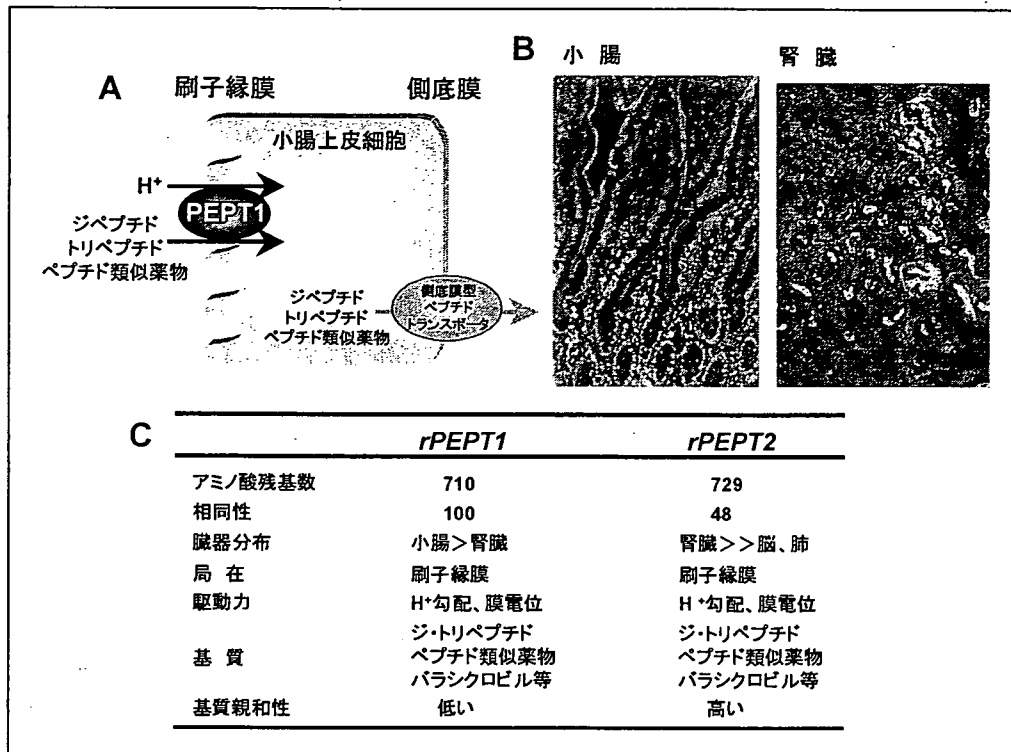 A
刷子縁膜
側底膜
小腸上皮細胞
H⁺
PEPT1
ジペプチド
トリペプチド
ペプチド類似薬物
ジペプチド
トリペプチド
ペプチド類似薬物
側底膜型
ペプチド
トランスポータ
B
小 腸
腎 臓
C
rPEPT1 rPEPT2
アミノ酸残基数 710 729
相同性 100 48
臓器分布 小腸>腎臓 腎臓>>脳、肺
局 在 刷子縁膜 刷子縁膜
駆動力 H⁺勾配、膜電位 H⁺勾配、膜電位
基 質 ジ・トリペプチド ジ・トリペプチド
ペプチド類似薬物 ペプチド類似薬物
バラシクロビル等 バラシクロビル等
基質親和性 低い 高い